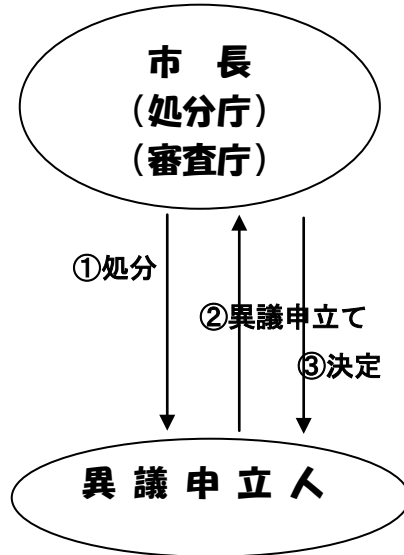 市 長
(処分庁)
(審査庁)
①処分
②異議申立て
③決定
異 議 申 立 人